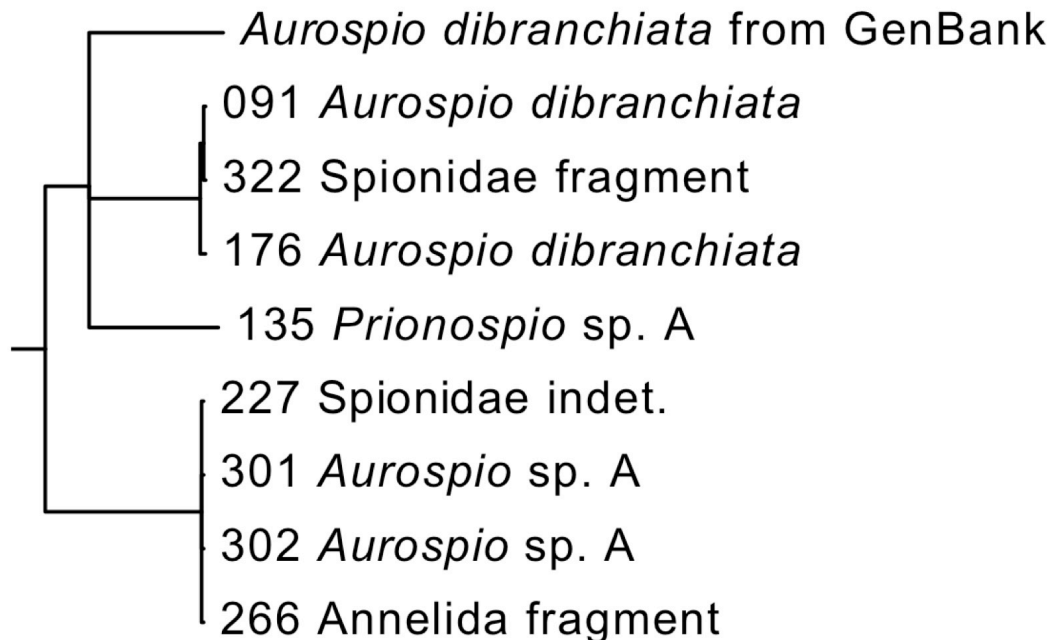 Aurospio dibranchiata from GenBank
091 Aurospio dibranchiata
322 Spionidae fragment
176 Aurospio dibranchiata
135 Prionospio sp. A
227 Spionidae indet.
301 Aurospio sp. A
302 Aurospio sp. A
266 Annelida fragment